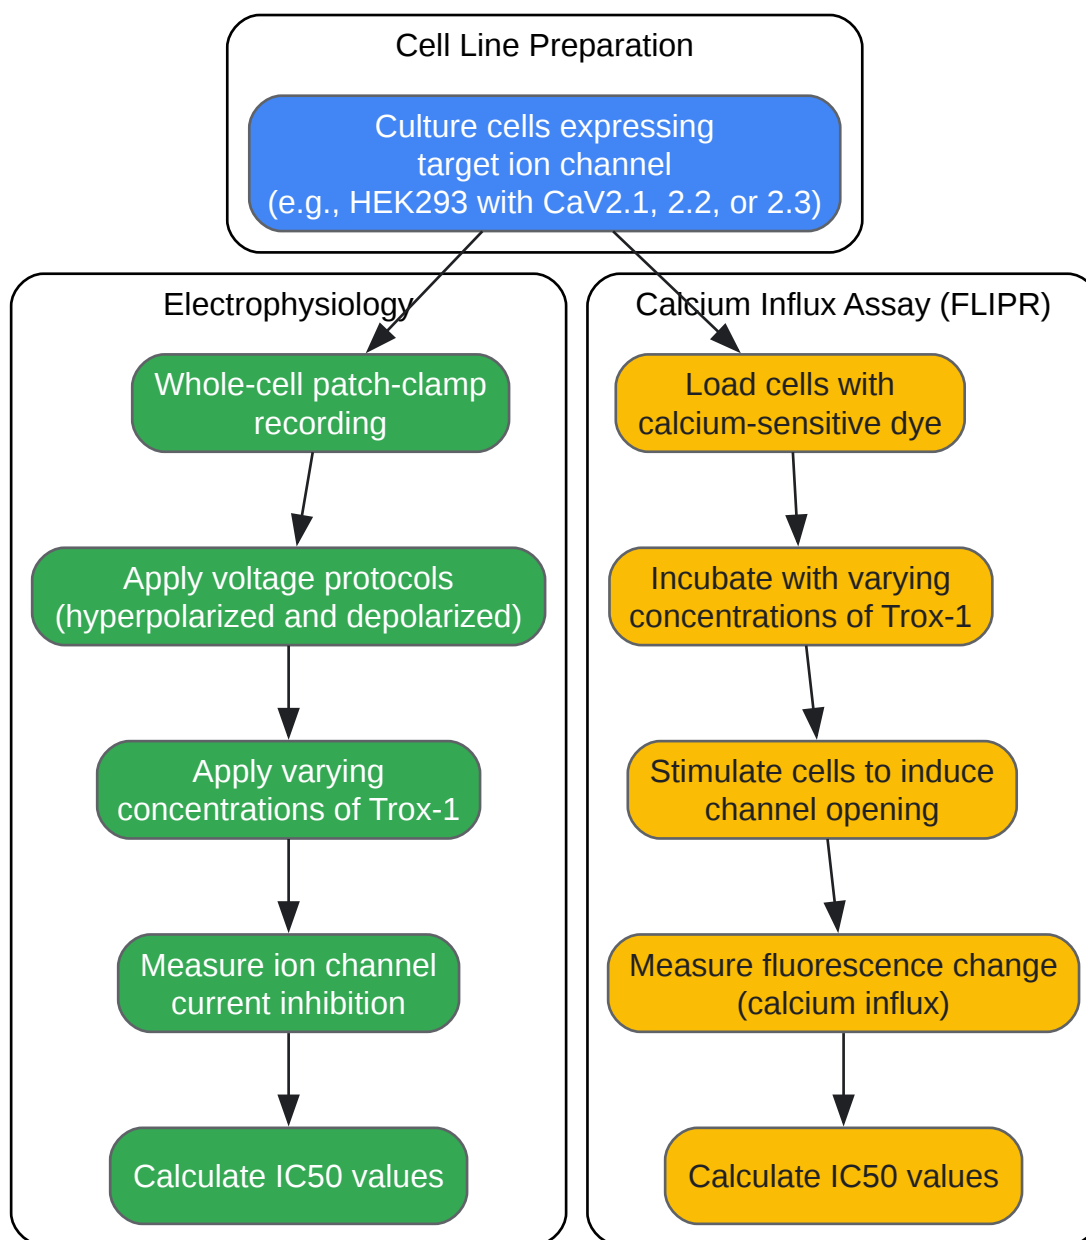 Cell Line Preparation
Culture cells expressing
target ion channel
(e.g., HEK293 with CaV2.1, 2.2, or 2.3)
Electrophysiology
Whole-cell patch-clamp
recording
Apply voltage protocols
(hyperpolarized and depolarized)
Apply varying
concentrations of Trox-1
Measure ion channel
current inhibition
Calculate IC50 values
Calcium Influx Assay (FLIPR)
Load cells with
calcium-sensitive dye
Incubate with varying
concentrations of Trox-1
Stimulate cells to induce
channel opening
Measure fluorescence change
(calcium influx)
Calculate IC50 values